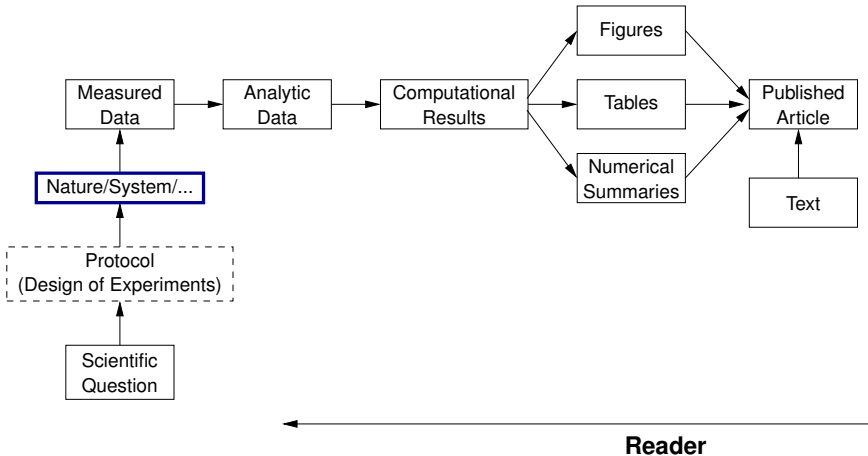 Figures
Measured
Data
Analytic
Data
Computational
Results
Tables
Published
Article
Numerical
Summaries
Nature/System/...
Text
Protocol
(Design of Experiments)
Scientific
Question
Reader